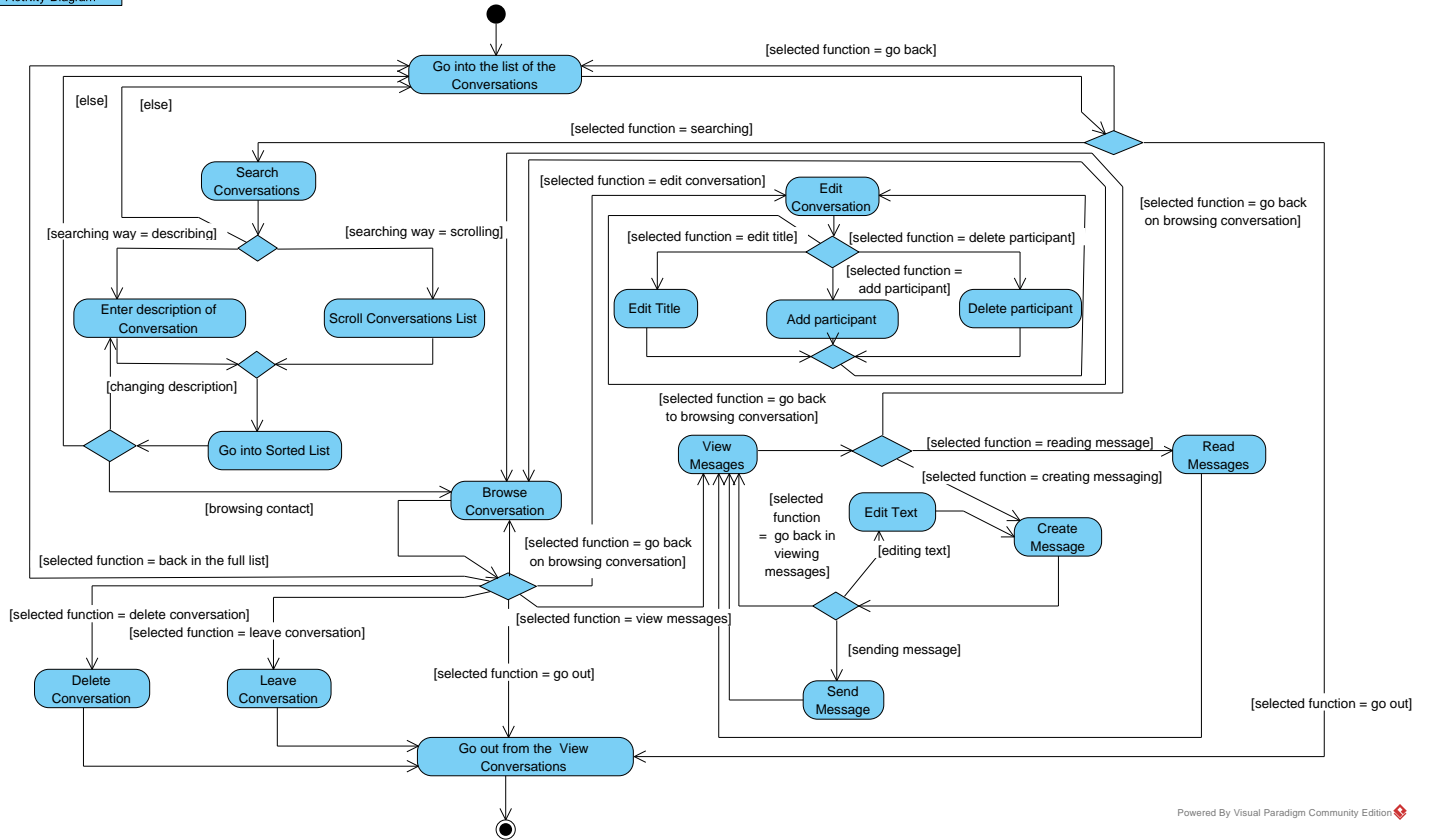 Activity Diagram
[selected function = go back]
Go into the list of the
Conversations
[else]
[else]
[selected function = searching]
Search
Conversations
[selected function = edit conversation]
Edit
Conversation
[selected function = go back
on browsing conversation]
[searching way = describing]
[searching way = scrolling]
[selected function = edit title]
[selected function = delete participant]
[selected function =
add participant]
Enter description of
Conversation
Scroll Conversations List
Edit Title
Add participant
Delete participant
[changing description]
[selected function = go back
to browsing conversation]
Go into Sorted List
View
Mesages
[selected function = reading message]
Read
Messages
[selected function = creating messaging]
Browse
Conversation
[browsing contact]
[selected
function
= go back in
viewing
messages]
Edit Text
Create
Message
[editing text]
[selected function = go back
on browsing conversation]
[selected function = back in the full list]
[selected function = delete conversation]
[selected function = leave conversation]
[selected function = view messages]
[sending message]
[selected function = go out]
Delete
Conversation
Leave
Conversation
Send
Message
[selected function = go out]
Go out from the View
Conversations
Powered By Visual Paradigm Community Edition